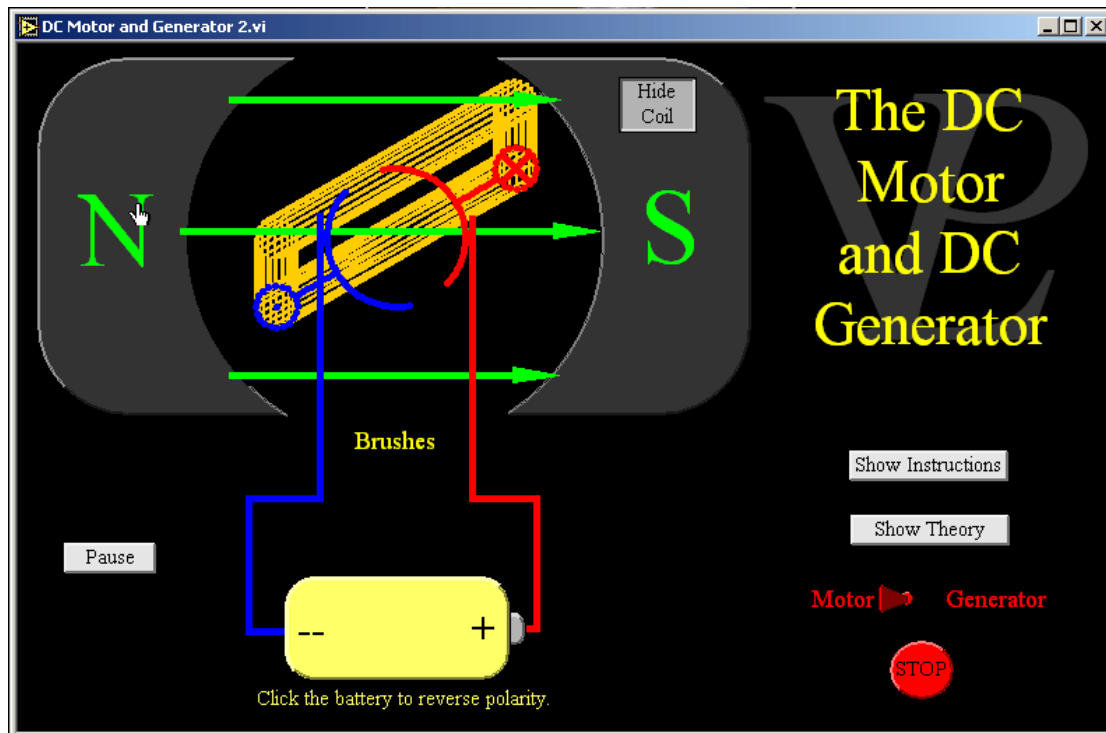 DC Motor and Generator 2.vi
Hide
Coil
N
S
The DC
Motor
and DC
Generator
VPL
Brushes
Show Instructions
Show Theory
Pause
Motor
Generator
STOP
--
+
Click the battery to reverse polarity.